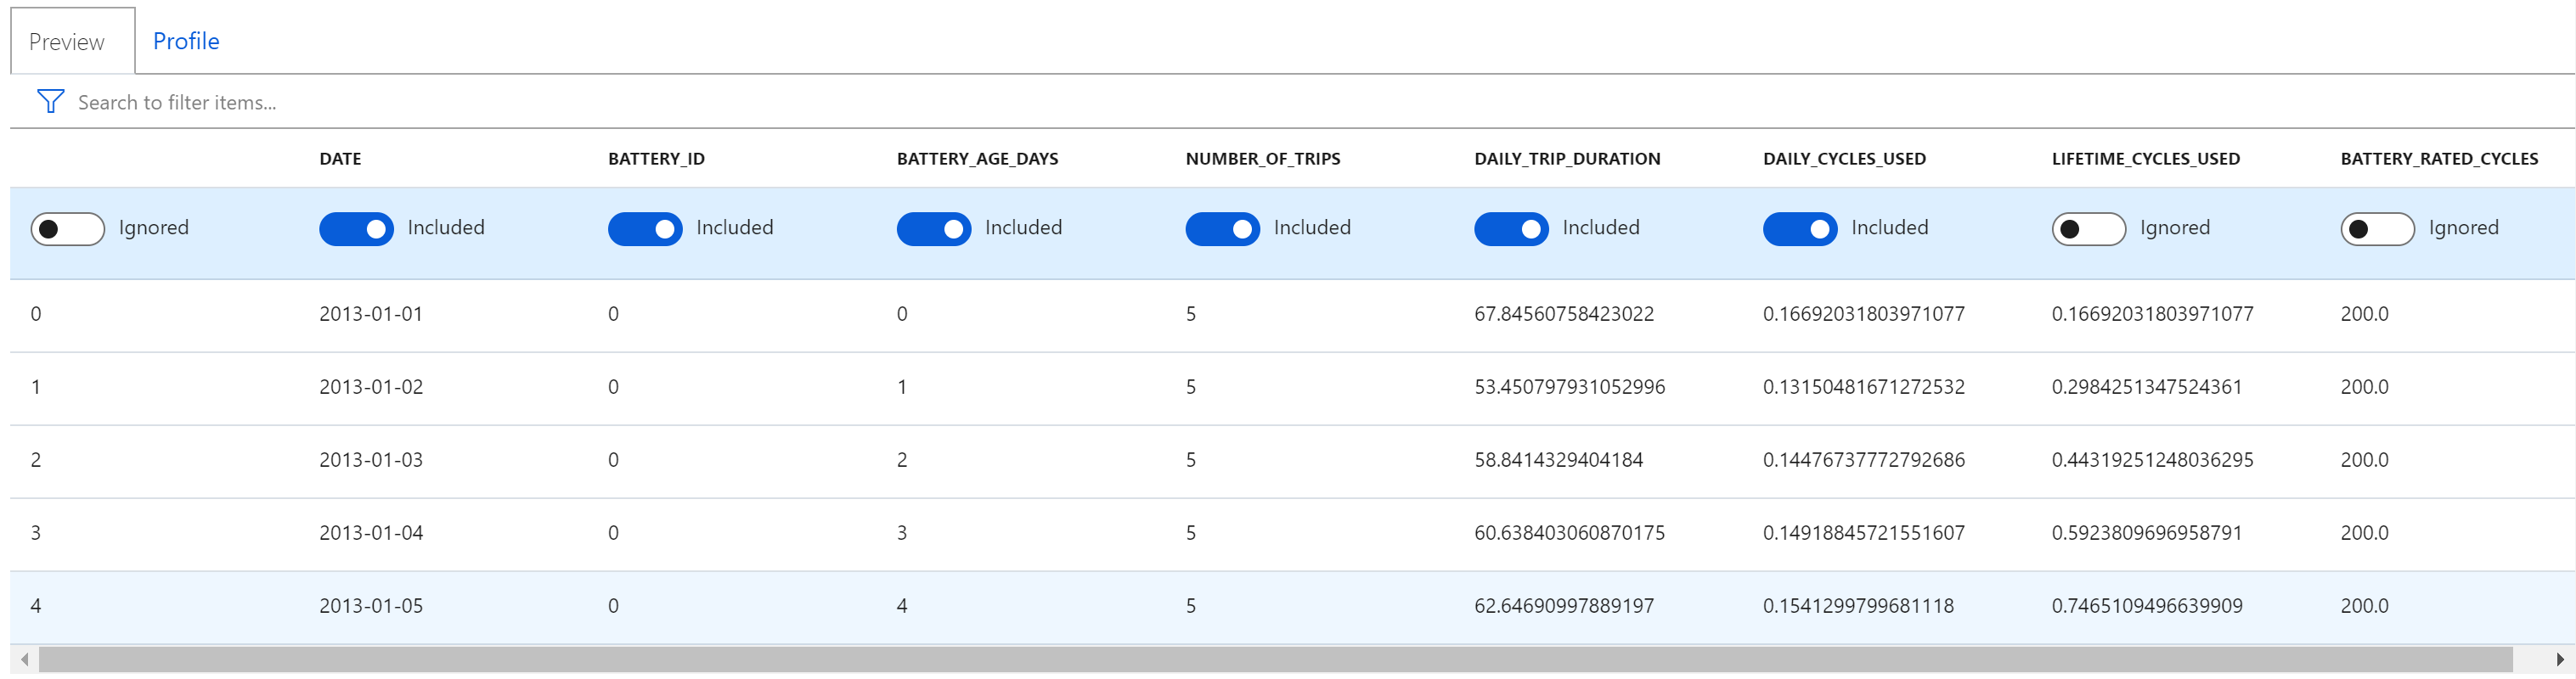 Preview Profile
Search to filter items...
DATE BATTERY_ID BATTERY_AGE_DAYS NUMBER_OF_TRIPS DAILY_TRIP_DURATION DAILY_CYCLES_USED LIFETIME_CYCLES_USED BATTERY_RATED_CYCLES
Ignored Included Included Included Included Included Included Ignored Ignored
0 2013-01-01 0 0 5 67.84560758423022 0.16692031803971077 0.16692031803971077 200.0
1 2013-01-02 0 1 5 53.450797931052996 0.13150481671272532 0.2984251347524361 200.0
2 2013-01-03 0 2 5 58.8414329404184 0.14476737772792686 0.44319251248036295 200.0
3 2013-01-04 0 3 5 60.638403060870175 0.14918845721551607 0.5923809696958791 200.0
4 2013-01-05 0 4 5 62.64690997889197 0.1541299799681118 0.7465109496639909 200.0